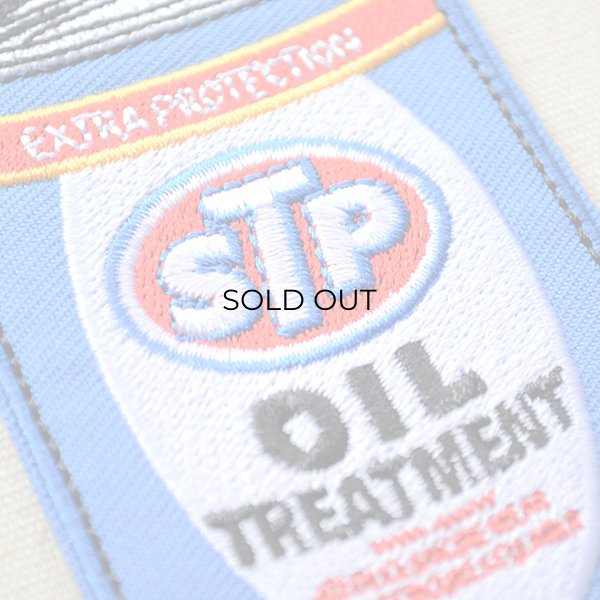 EXTRA PROTECTION
STP
SOLD OUT
OIL
TREATMENT